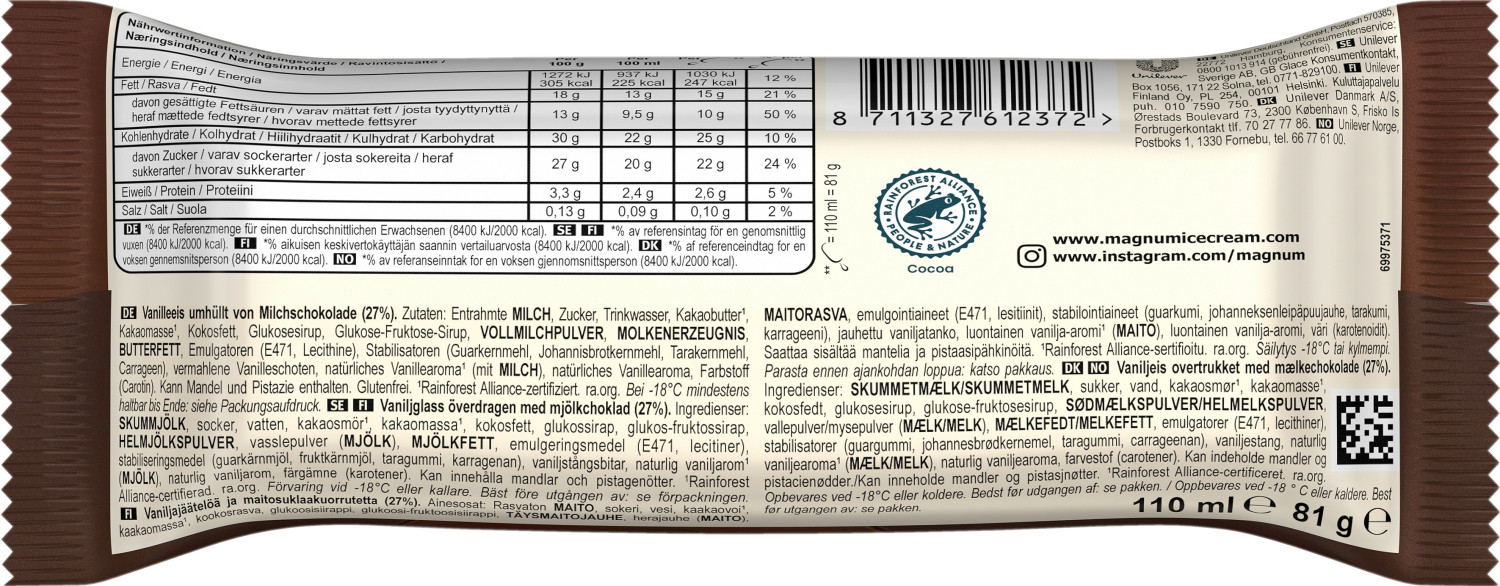 Nährwertinformation / Näringsvärde / Ravintosisältö /
Næringsindhold / Næringsinnhold
100 g 100 ml
Energie / Energi / Energia 1272 kJ 937 kJ 1030 kJ 12 %
305 kcal 225 kcal 247 kcal
Fett / Rasva / Fedt 18 g 13 g 15 g 21 %
davon gesättigte Fettsäuren / varav mättat fett / josta tyydyttynyttä /
heraf mættede fedtsyrer / hvorav mettede fettsyrer 13 g 9,5 g 10 g 50 %
Kohlenhydrate / Kolhydrat / Hiilihydraatit / Kulhydrat / Karbohydrat 30 g 22 g 25 g 10 %
davon Zucker / varav sockerarter / josta sokereita / heraf
sukkerarter / hvorav sukkerarter 27 g 20 g 22 g 24 %
Eiweiß / Protein / Proteiini 3,3 g 2,4 g 2,6 g 5 %
Salz / Salt / Suola 0,13 g 0,09 g 0,10 g 2 %
DE *% der Referenzmenge für einen durchschnittlichen Erwachsenen (8400 kJ/2000 kcal). SE FI *% av referensintag för en genomsnittlig
vuxen (8400 kJ/2000 kcal). FI *% aikuisen keskivertokäyttäjän saannin vertailuarvosta (8400 kJ/2000 kcal). DK *% af referenceindtag for en
voksen gennemsnitsperson (8400 kJ/2000 kcal). NO *% av referanseinntak for en voksen gjennomsnittsperson (8400 kJ/2000 kcal).
** = 110 ml = 81 g
8 711327 612372 >
Unilever
Unilever Deutschland GmbH, Postfach 570385,
22772 Hamburg, Konsumentenservice:
0800 1013 914 (gebührenfrei). SE Unilever
Sverige AB, GB Glace Konsumentkontakt,
Box 1056, 171 22 Solna, tel. 0771-829100. FI Unilever
Finland Oy, PL 254, 00101 Helsinki. Kuluttajapalvelu
puh. 010 7590 750. DK Unilever Danmark A/S,
Ørestads Boulevard 73, 2300 København S, Frisko Is
Forbrugerkontakt tlf. 70 27 77 86. NO Unilever Norge,
Postboks 1, 1330 Fornebu, tel. 66 77 61 00.
RAINFOREST ALLIANCE
PEOPLE & NATURE
Cocoa
www.magnumicecream.com
www.instagram.com/magnum
69975371
DE Vanilleeis umhüllt von Milchschokolade (27%). Zutaten: Entrahmte MILCH, Zucker, Trinkwasser, Kakaobutter¹,
Kakaomasse¹, Kokosfett, Glukosesirup, Glukose-Fruktose-Sirup, VOLLMILCHPULVER, MOLKENERZEUGNIS,
BUTTERFETT, Emulgatoren (E471, Lecithine), Stabilisatoren (Guarkernmehl, Johannisbrotkernmehl, Tarakernmehl,
Carrageen), vermahlene Vanilleschoten, natürliches Vanillearoma¹ (mit MILCH), natürliches Vanillearoma, Farbstoff
(Carotin). Kann Mandel und Pistazie enthalten. Glutenfrei. ¹Rainforest Alliance-zertifiziert. ra.org. Bei -18°C mindestens
haltbar bis Ende: siehe Packungsaufdruck. SE FI Vaniljglass överdragen med mjölkchoklad (27%). Ingredienser:
SKUMMJÖLK, socker, vatten, kakaosmör¹, kakaomassa¹, kokosfett, glukossirap, glukos-fruktossirap,
HELMJÖLKSPULVER, vasslepulver (MJÖLK), MJÖLKFETT, emulgeringsmedel (E471, lecitiner),
stabiliseringsmedel (guarkärnmjöl, fruktkärnmjöl, taragummi, karragenan), vaniljstångsbitar, naturlig vaniljarom¹
(MJÖLK), naturlig vaniljarom, färgämne (karotener). Kan innehålla mandlar och pistagenötter. ¹Rainforest
Alliance-certifierad. ra.org. Förvaring vid -18°C eller kallare. Bäst före utgången av: se förpackningen.
FI Vaniljajäätelöä ja maitosuklaakuorrutetta (27%). Ainesosat: Rasvaton MAITO, sokeri, vesi, kaakaovoi¹,
kaakaomassa¹, kookosrasva, glukoosisiirappi, glukoosi-fruktoosisiirappi, TÄYSMAITOJAUHE, herajauhe (MAITO),
MAITORASVA, emulgointiaineet (E471, lesitiinit), stabilointiaineet (guarkumi, johanneksenleipäpuujauhe, tarakumi,
karrageeni), jauhettu vaniljatanko, luontainen vanilja-aromi¹ (MAITO), luontainen vanilja-aromi, väri (karotenoidit).
Saattaa sisältää mantelia ja pistaasipähkinöitä. ¹Rainforest Alliance-sertifioitu. ra.org. Säilytys -18°C tai kylmempi.
Parasta ennen ajankohdan loppua: katso pakkaus. DK NO Vaniljeis overtrukket med mælkechokolade (27%).
Ingredienser: SKUMMETMÆLK/SKUMMETMELK, sukker, vand, kakaosmør¹, kakaomasse¹,
kokosfedt, glukosesirup, glukose-fruktosesirup, SØDMÆLKSPULVER/HELMELKSPULVER,
vallepulver/mysepulver (MÆLK/MELK), MÆLKEFEDT/MELKEFETT, emulgatorer (E471, lecithiner),
stabilisatorer (guargummi, johannesbrødkernemel, taragummi, carrageenan), vaniljestang, naturlig
vaniljearoma¹ (MÆLK/MELK), naturlig vaniljearoma, farvestof (carotener). Kan indeholde mandler og
pistacienødder./Kan inneholde mandler og pistasjnøtter. ¹Rainforest Alliance-certificeret. ra.org.
Opbevares ved -18°C eller koldere. Bedst før udgangen af: se pakken. / Oppbevares ved -18 °C eller kaldere. Best
før utgangen av: se pakken.
110 ml ℮ 81 g ℮